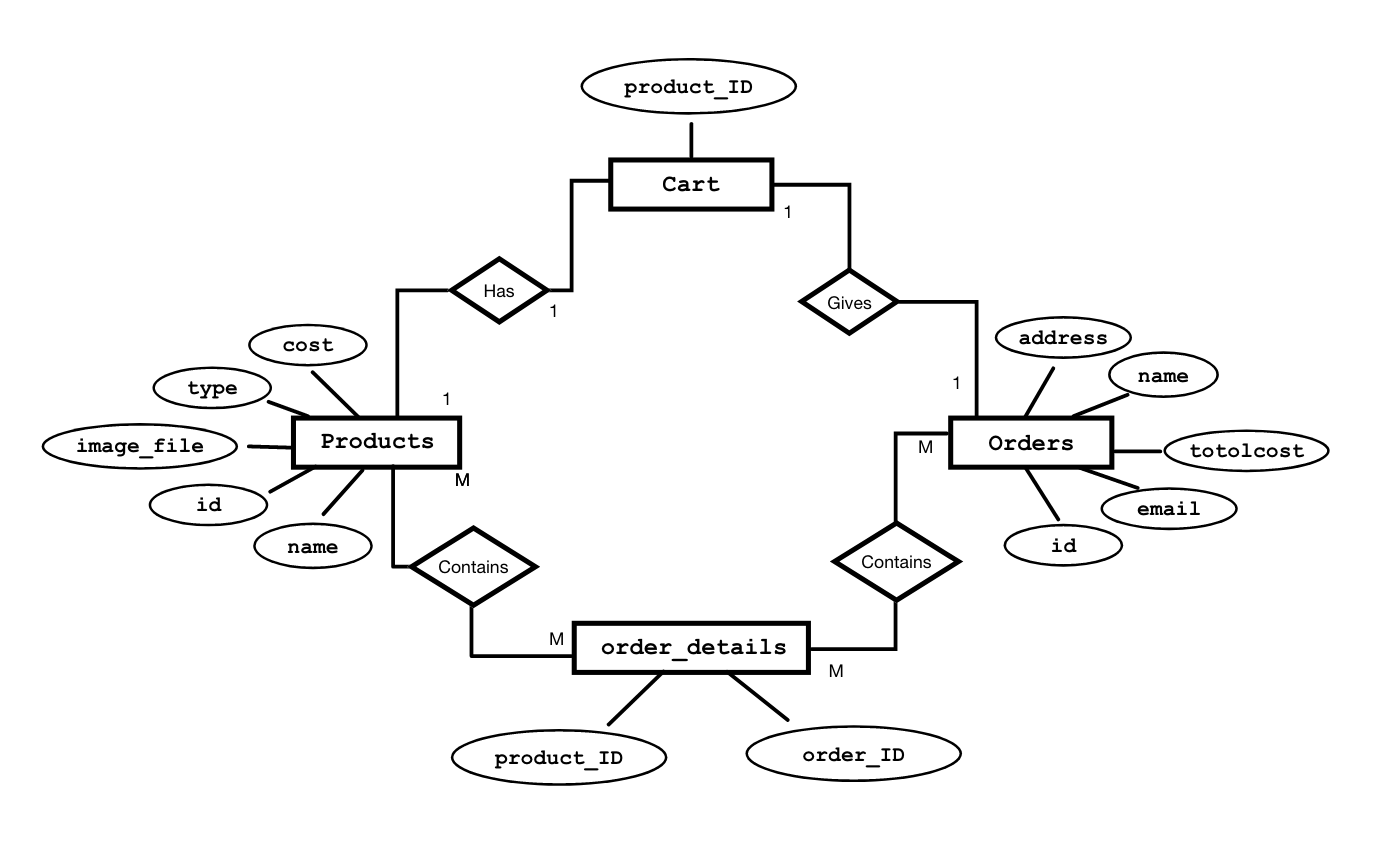 product_ID
Cart
1
Has
1
Gives
cost
address
type
name
1
1
image_file
Products
Orders
totolcost
M
M
id
email
name
id
Contains
Contains
M
order_details
M
product_ID
order_ID